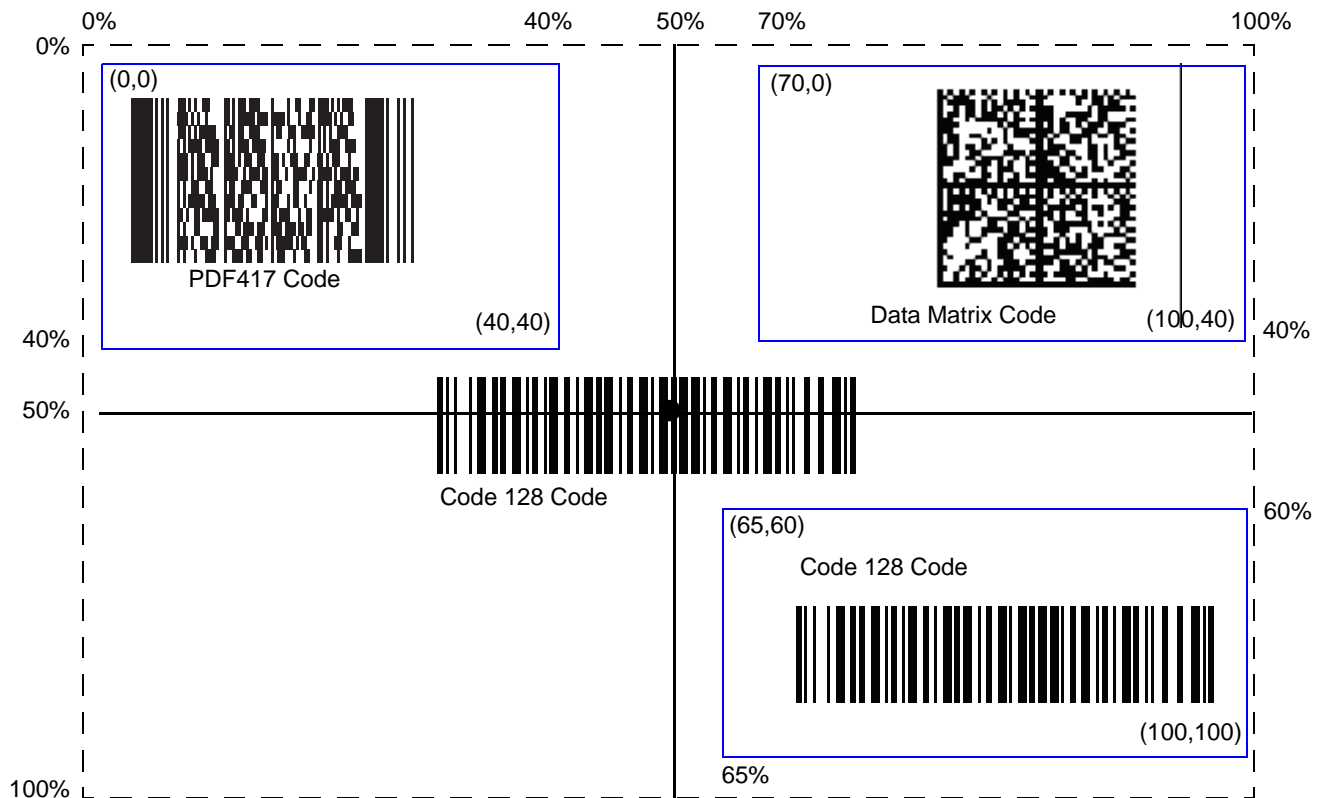 0% 40% 50% 70% 100%
0%
(0,0) (70,0)
PDF417 Code
Data Matrix Code (100,40)
(40,40)
40% 40%
50%
Code 128 Code
60%
(65,60)
Code 128 Code
(100,100)
65%
100%